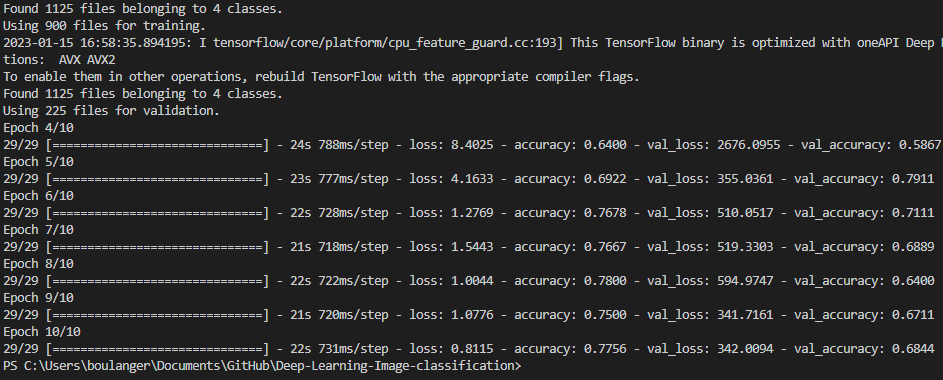 Found 1125 files belonging to 4 classes.
Using 900 files for training.
2023-01-15 16:58:35.894195: I tensorflow/core/platform/cpu_feature_guard.cc:193] This TensorFlow binary is optimized with oneAPI Deep
tions:  AVX AVX2
To enable them in other operations, rebuild TensorFlow with the appropriate compiler flags.
Found 1125 files belonging to 4 classes.
Using 225 files for validation.
Epoch 4/10
29/29 [==============================] - 24s 788ms/step - loss: 8.4025 - accuracy: 0.6400 - val_loss: 2676.0955 - val_accuracy: 0.5867
Epoch 5/10
29/29 [==============================] - 23s 777ms/step - loss: 4.1633 - accuracy: 0.6922 - val_loss: 355.0361 - val_accuracy: 0.7911
Epoch 6/10
29/29 [==============================] - 22s 728ms/step - loss: 1.2769 - accuracy: 0.7678 - val_loss: 510.0517 - val_accuracy: 0.7111
Epoch 7/10
29/29 [==============================] - 21s 718ms/step - loss: 1.5443 - accuracy: 0.7667 - val_loss: 519.3303 - val_accuracy: 0.6889
Epoch 8/10
29/29 [==============================] - 22s 722ms/step - loss: 1.0044 - accuracy: 0.7800 - val_loss: 594.9747 - val_accuracy: 0.6400
Epoch 9/10
29/29 [==============================] - 21s 720ms/step - loss: 1.0776 - accuracy: 0.7500 - val_loss: 341.7161 - val_accuracy: 0.6711
Epoch 10/10
29/29 [==============================] - 22s 731ms/step - loss: 0.8115 - accuracy: 0.7756 - val_loss: 342.0094 - val_accuracy: 0.6844
PS C:\Users\boulanger\Documents\GitHub\Deep-Learning-Image-classification>